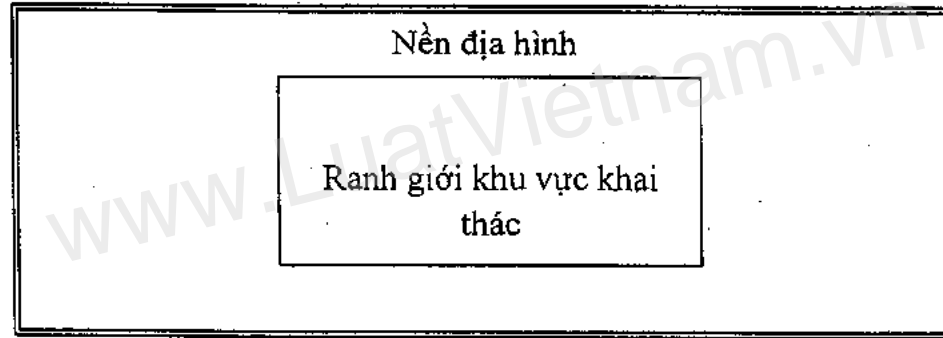 Nền địa hình
www.LuatVietnam.vn
Ranh giới khu vực khai
thác